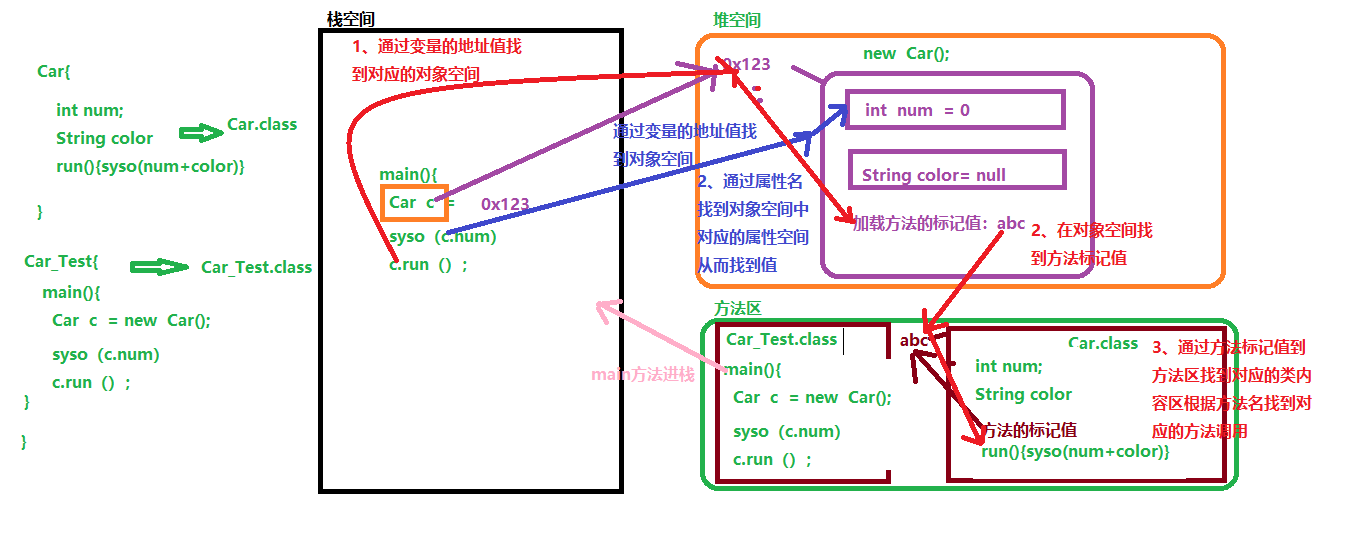 Car{
int num;
String color
run(){syso(num+color)}
}
Car.class
Car_Test{
main(){
Car c = new Car();
syso（c.num）
c.run（）；
}
}
Car_Test.class
栈空间
1、通过变量的地址值找
到对应的对象空间
main(){
Car c = 0x123
syso（c.num）
c.run（）；
堆空间
new Car();
0x123
int num = 0
String color= null
加载方法的标记值：abc
通过变量的地址值找
到对象空间
2、通过属性名
找到对象空间中
对应的属性空间
从而找到值
2、在对象空间找
到方法标记值
main方法进栈
方法区
Car_Test.class
main(){
Car c = new Car();
syso（c.num）
c.run（）；
abc
Car.class
int num;
String color
方法的标记值
run(){syso(num+color)}
3、通过方法标记值到
方法区找到对应的类内
容区根据方法名找到对
应的方法调用